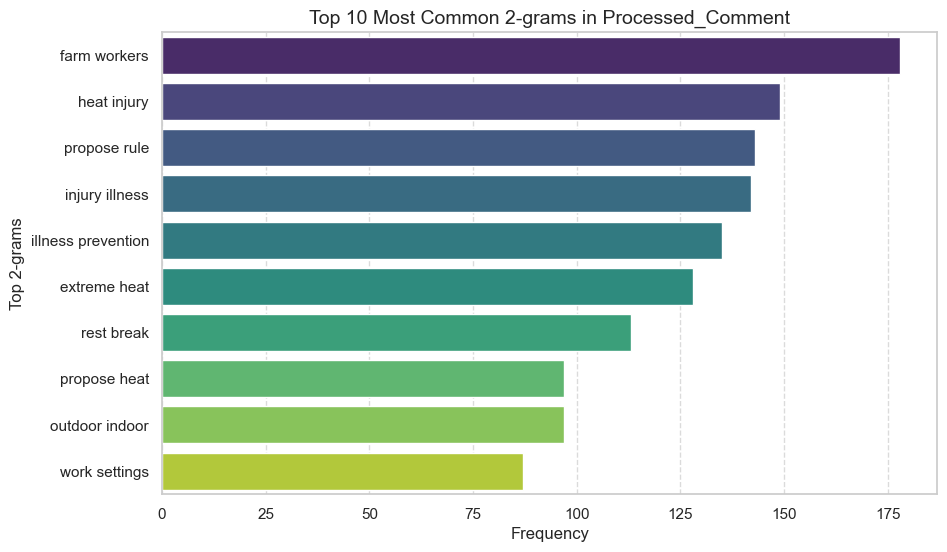 Top 10 Most Common 2-grams in Processed_Comment
Top 2-grams
farm workers
heat injury
propose rule
injury illness
illness prevention
extreme heat
rest break
propose heat
outdoor indoor
work settings
0 25 50 75 100 125 150 175
Frequency